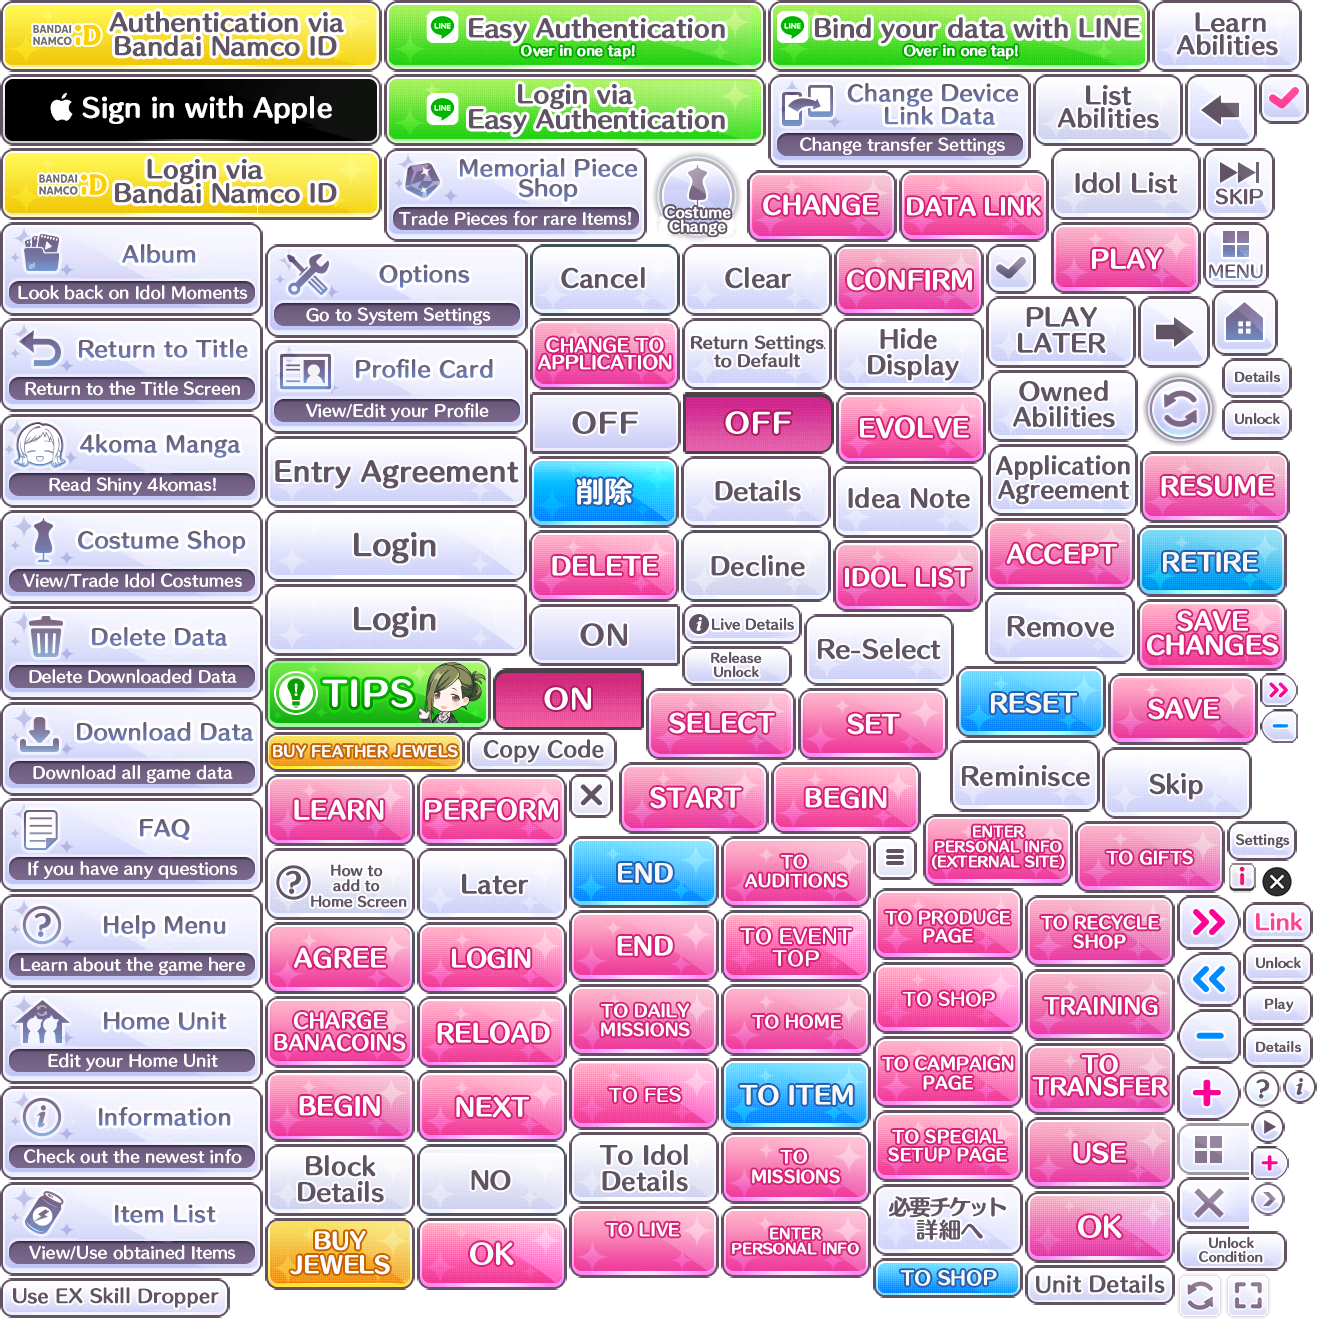 BANDAI NAMCO iD
Authentication via
Bandai Namco ID
LINE
Easy Authentication
Over in one tap!
LINE
Bind your data with LINE
Over in one tap!
Learn
Abilities
Sign in with Apple
LINE
Login via
Easy Authentication
Change Device
Link Data
Change transfer Settings
List
Abilities
BANDAI NAMCO iD
Login via
Bandai Namco ID
Memorial Piece
Shop
Trade Pieces for rare Items!
Costume
Change
CHANGE
DATA LINK
Idol List
SKIP
PLAY
MENU
Album
Look back on Idol Moments
Options
Go to System Settings
Cancel
Clear
CONFIRM
PLAY
LATER
Return to Title
Return to the Title Screen
Profile Card
View/Edit your Profile
CHANGE TO
APPLICATION
Return Settings
to Default
Hide
Display
Details
Unlock
Owned
Abilities
OFF
OFF
EVOLVE
4koma Manga
Read Shiny 4komas!
Entry Agreement
削除
Details
Idea Note
Application
Agreement
RESUME
Costume Shop
View/Trade Idol Costumes
Login
DELETE
Decline
IDOL LIST
ACCEPT
RETIRE
Delete Data
Delete Downloaded Data
Login
ON
Live Details
Release
Unlock
Re-Select
Remove
SAVE
CHANGES
TIPS
ON
SELECT
SET
RESET
SAVE
Download Data
Download all game data
BUY FEATHER JEWELS
Copy Code
LEARN
PERFORM
START
BEGIN
Reminisce
Skip
FAQ
If you have any questions
How to
add to
Home Screen
Later
END
TO
AUDITIONS
ENTER
PERSONAL INFO
(EXTERNAL SITE)
TO GIFTS
Settings
Help Menu
Learn about the game here
AGREE
LOGIN
END
TO EVENT
TOP
TO PRODUCE
PAGE
TO RECYCLE
SHOP
Link
Unlock
Home Unit
Edit your Home Unit
CHARGE
BANACOINS
RELOAD
TO DAILY
MISSIONS
TO HOME
TO SHOP
TRAINING
Play
Details
Information
Check out the newest info
BEGIN
NEXT
TO FES
TO ITEM
TO CAMPAIGN
PAGE
TO
TRANSFER
Block
Details
NO
To Idol
Details
TO
MISSIONS
TO SPECIAL
SETUP PAGE
USE
Item List
View/Use obtained Items
BUY
JEWELS
OK
TO LIVE
ENTER
PERSONAL INFO
必要チケット
詳細へ
OK
Unlock
Condition
Use EX Skill Dropper
TO SHOP
Unit Details